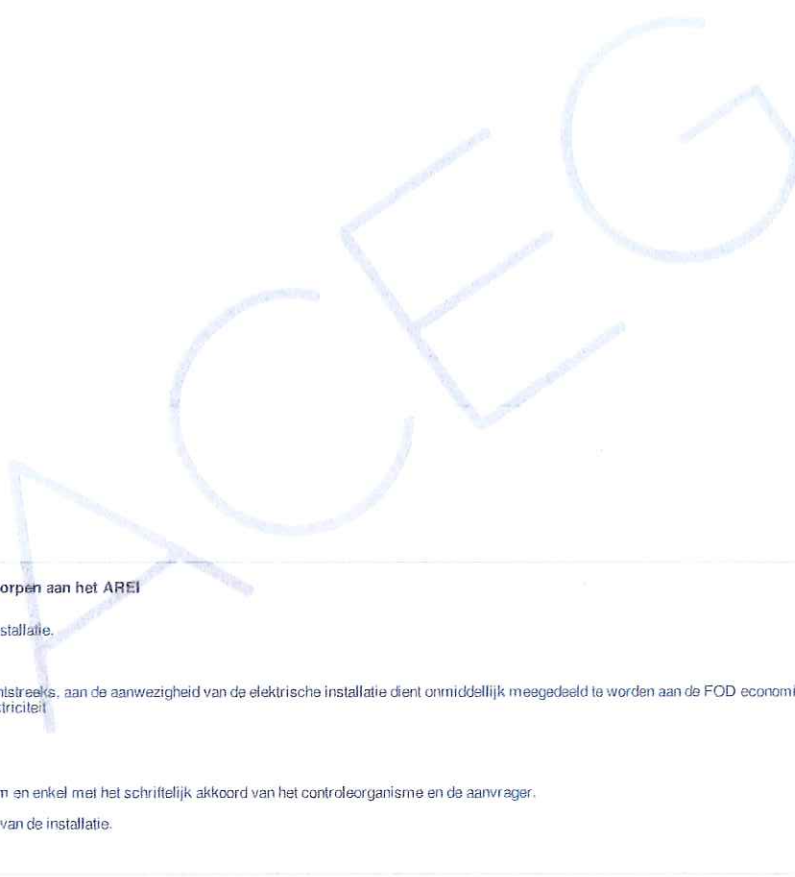 ACEG
orpen aan het AREI
stallatie.
ntstreeks, aan de aanwezigheid van de elektrische installatie dient onmiddellijk meegedeeld te worden aan de FOD economi
triciteit
m en enkel met het schriftelijk akkoord van het controleorganisme en de aanvrager.
van de installatie.